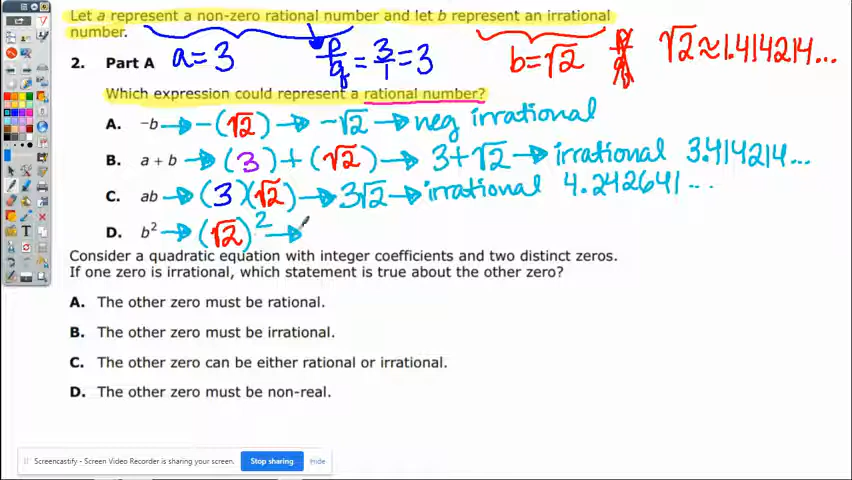 Let a represent a non-zero rational number and let b represent an irrational
number.
a = 3 p/q = 3/1 = 3 b = √2 p/q √2 ≈ 1.414214...
2. Part A
Which expression could represent a rational number?
A. −b → −(√2) → −√2 → neg irrational
B. a + b → (3) + (√2) → 3 + √2 → irrational 3.414214...
C. ab → (3)(√2) → 3√2 → irrational 4.242641...
D. b² → (√2)² →
Consider a quadratic equation with integer coefficients and two distinct zeros.
If one zero is irrational, which statement is true about the other zero?
A. The other zero must be rational.
B. The other zero must be irrational.
C. The other zero can be either rational or irrational.
D. The other zero must be non-real.
Screencastify - Screen Video Recorder is sharing your screen. Stop sharing Hide